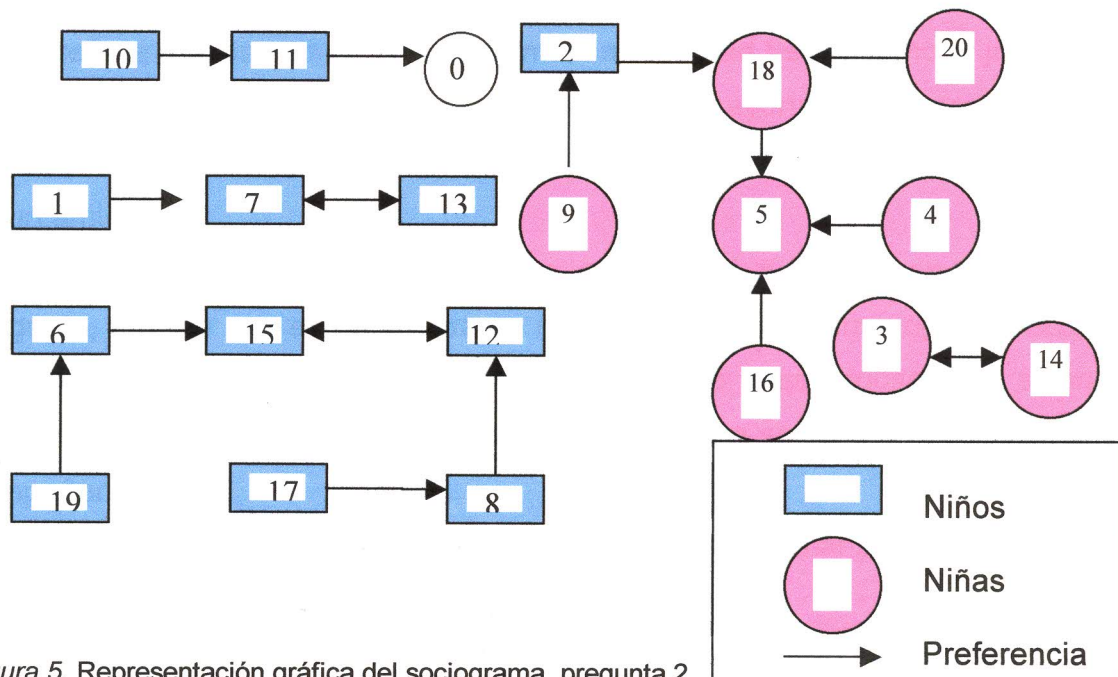 10 11 0 2 18 20
1 7 13 9 5 4
6 15 12 3 14
16
19 17 8
Niños
Niñas
Preferencia
ura 5. Representación gráfica del sociograma, pregunta 2